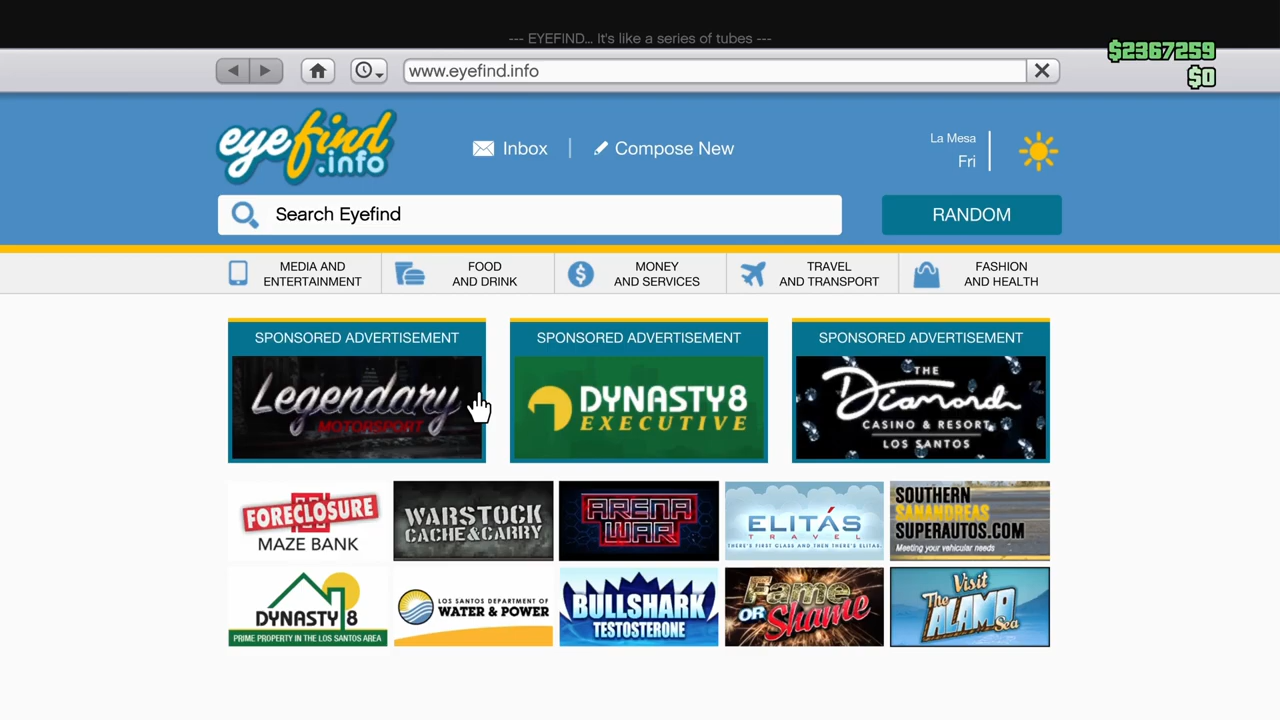 --- EYEFIND... It's like a series of tubes ---
$2367259
www.eyefind.info
$0
eyefind
.info
Inbox
Compose New
La Mesa
Fri
Search Eyefind
RANDOM
MEDIA AND
ENTERTAINMENT
FOOD
AND DRINK
MONEY
AND SERVICES
TRAVEL
AND TRANSPORT
FASHION
AND HEALTH
SPONSORED ADVERTISEMENT
Legendary
MOTORSPORT
SPONSORED ADVERTISEMENT
DYNASTY8
EXECUTIVE
SPONSORED ADVERTISEMENT
THE
Diamond
CASINO & RESORT
LOS SANTOS
FORECLOSURE
MAZE BANK
WARSTOCK
CACHE&CARRY
ARENA
WAR
ELITÁS
TRAVEL
THERE'S FIRST CLASS AND THEN THERE'S ELITAS.
SOUTHERN
SANANDREAS
SUPERAUTOS.COM
Meeting your vehicular needs
DYNASTY 8
PRIME PROPERTY IN THE LOS SANTOS AREA
LOS SANTOS DEPARTMENT OF
WATER & POWER
BULLSHARK
TESTOSTERONE
Fame
OR Shame
Visit
The
ALAMO
Sea